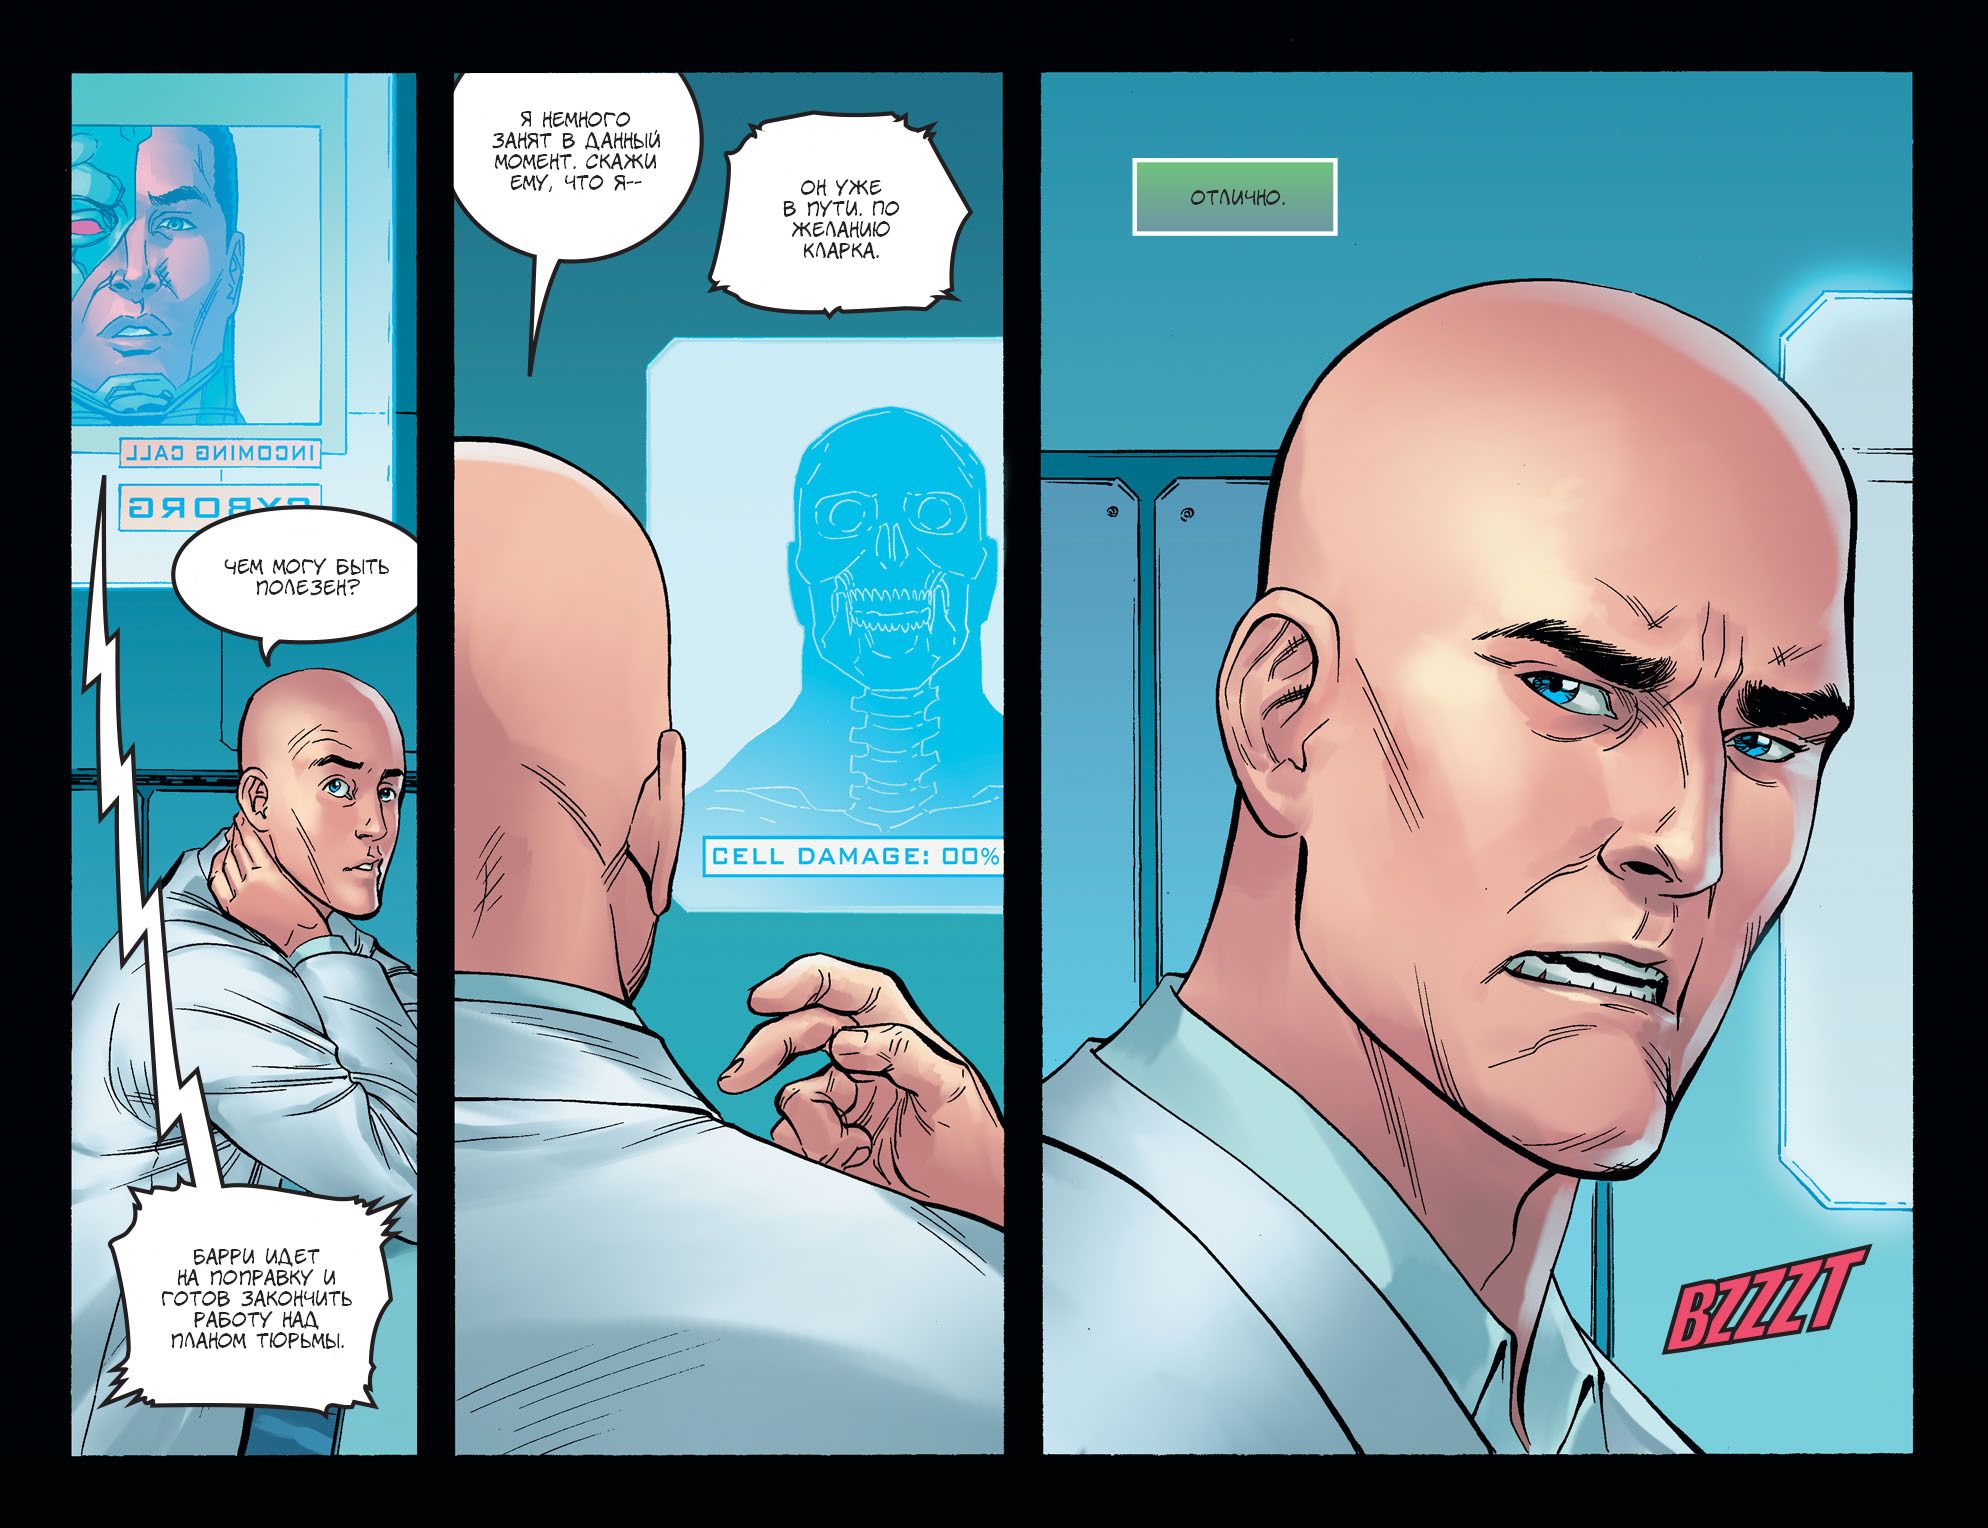 INCOMING CALL
CYBORG
ЧЕМ МОГУ БЫТЬ
ПОЛЕЗЕН?
БАРРИ ИДЕТ
НА ПОПРАВКУ И
ГОТОВ ЗАКОНЧИТЬ
РАБОТУ НАД
ПЛАНОМ ТЮРЬМЫ.
Я НЕМНОГО
ЗАНЯТ В ДАННЫЙ
МОМЕНТ. СКАЖИ
ЕМУ, ЧТО Я--
ОН УЖЕ
В ПУТИ. ПО
ЖЕЛАНИЮ
КЛАРКА.
CELL DAMAGE: 00%
ОТЛИЧНО.
BZZZT